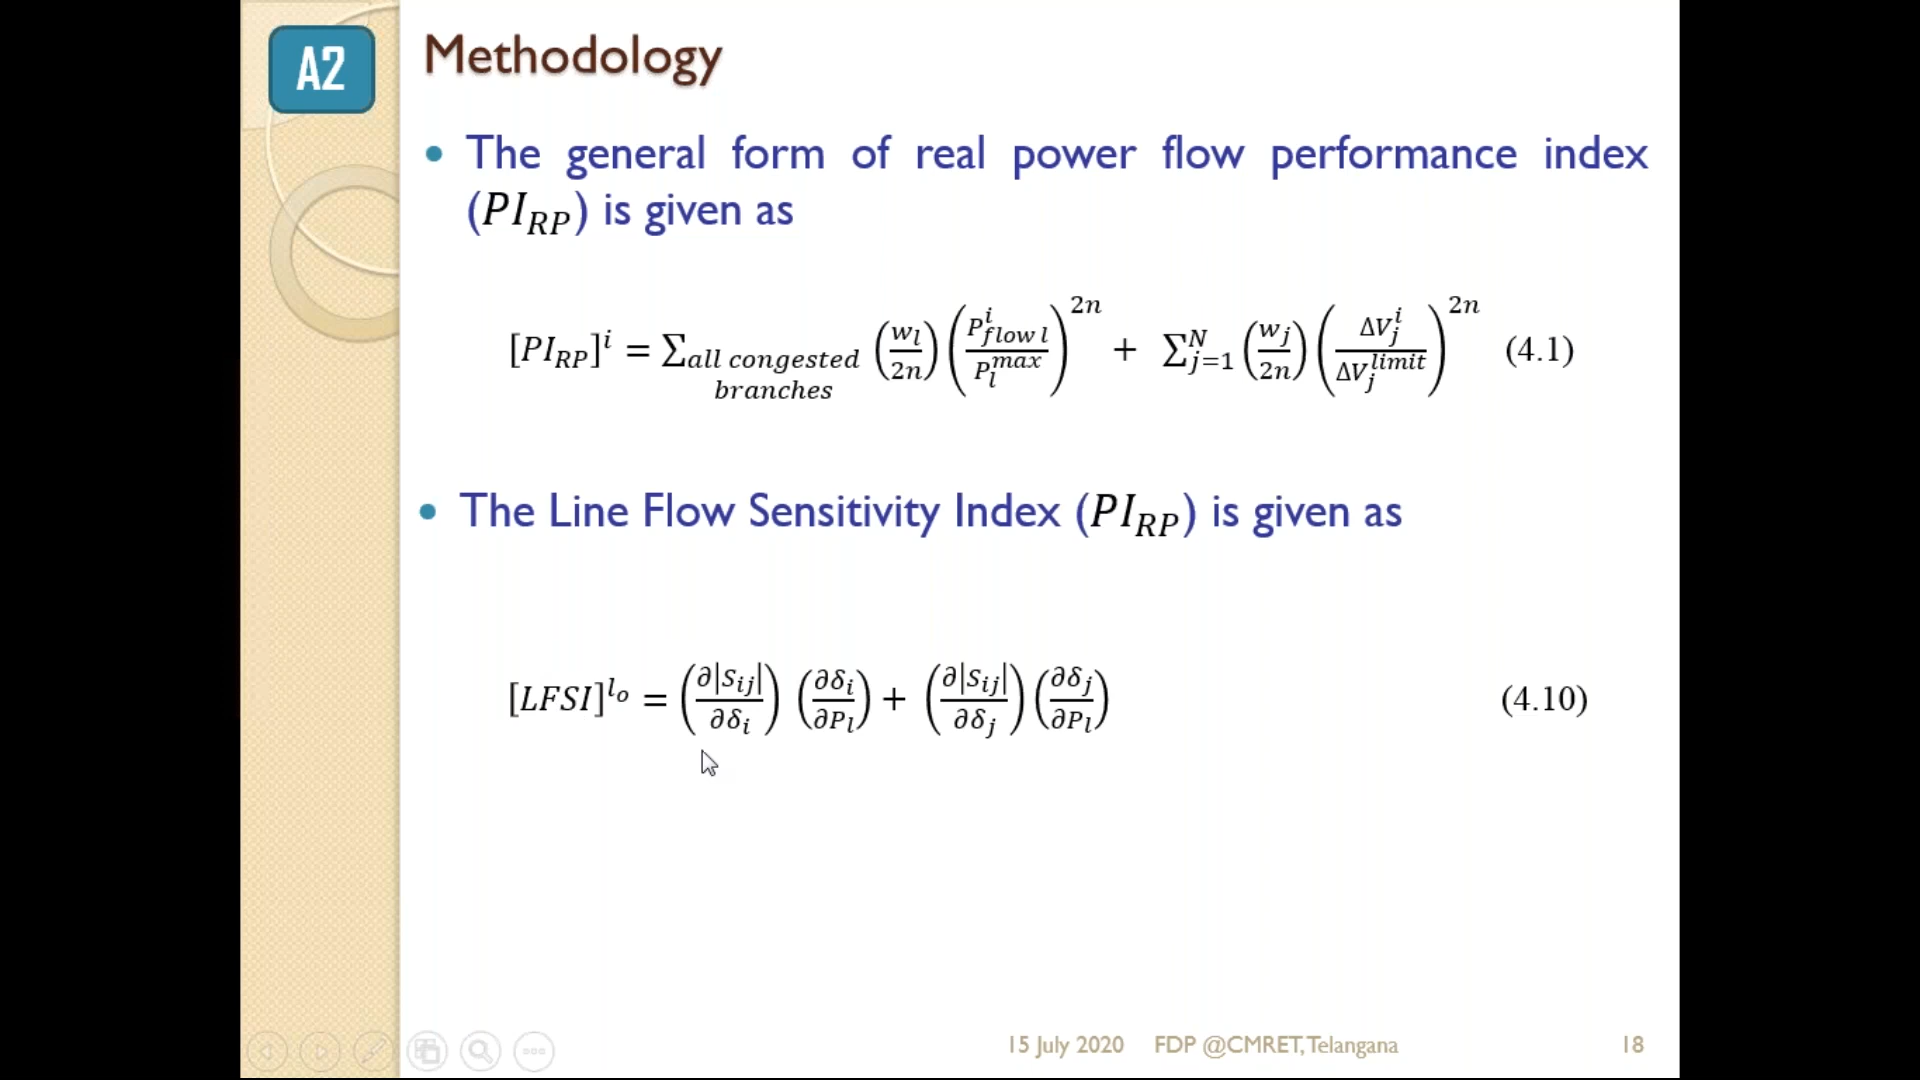 A2
Methodology
• The general form of real power flow performance index
(PI_RP) is given as
[PI_RP]^i = ∑_{all congested branches} (w_l/2n) (P^i_{flow l}/P_l^{max})^{2n} + ∑_{j=1}^{N} (w_j/2n) (ΔV_j^i/ΔV_j^{limit})^{2n} (4.1)
• The Line Flow Sensitivity Index (PI_RP) is given as
[LFSI]^{l_o} = (∂|S_ij|/∂δ_i) (∂δ_i/∂P_l) + (∂|S_ij|/∂δ_j) (∂δ_j/∂P_l) (4.10)
15 July 2020 FDP @CMRET, Telangana 18